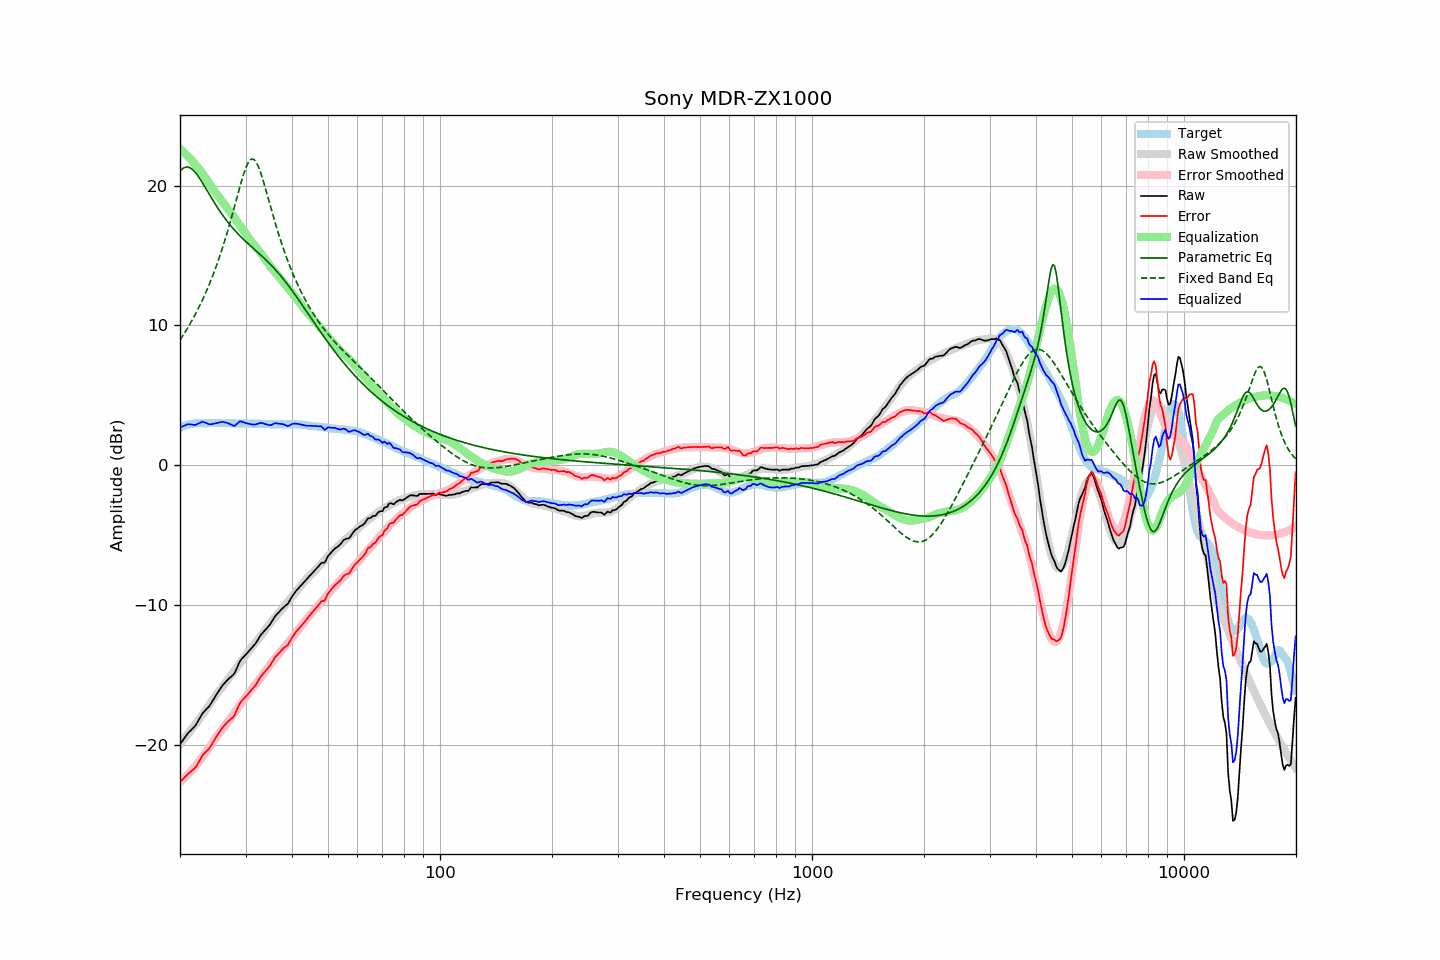 Sony MDR-ZX1000
Target
Raw Smoothed
Error Smoothed
Raw
Error
Equalization
Parametric Eq
Fixed Band Eq
Equalized
Amplitude (dBr)
20
10
0
−10
−20
100
1000
10000
Frequency (Hz)